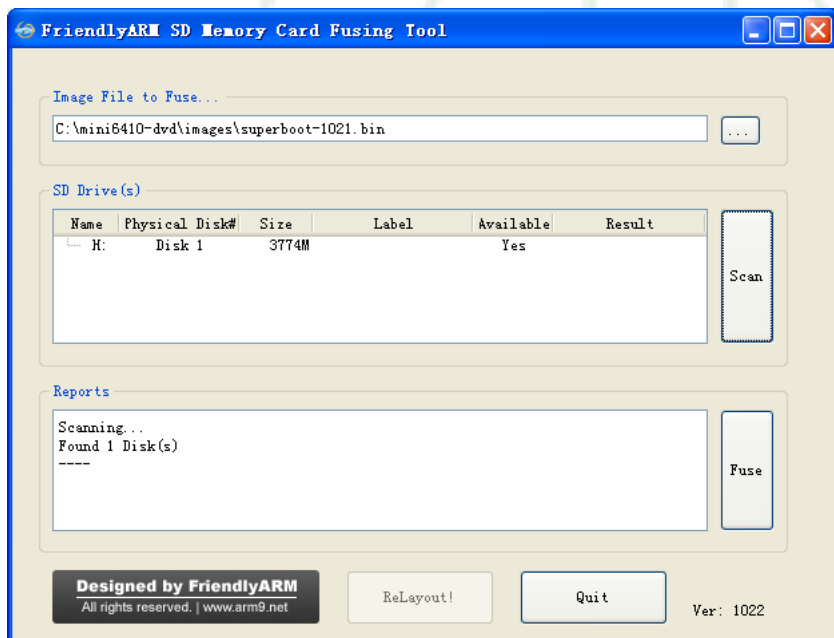 FriendlyARM SD Memory Card Fusing Tool
Image File to Fuse...
C:\mini6410-dvd\images\superboot-1021.bin
...
SD Drive(s)
Name Physical Disk# Size Label Available Result
H: Disk 1 3774M Yes
Scan
Reports
Scanning...
Found 1 Disk(s)
----
Fuse
Designed by FriendlyARM
All rights reserved. | www.arm9.net
ReLayout!
Quit
Ver: 1022